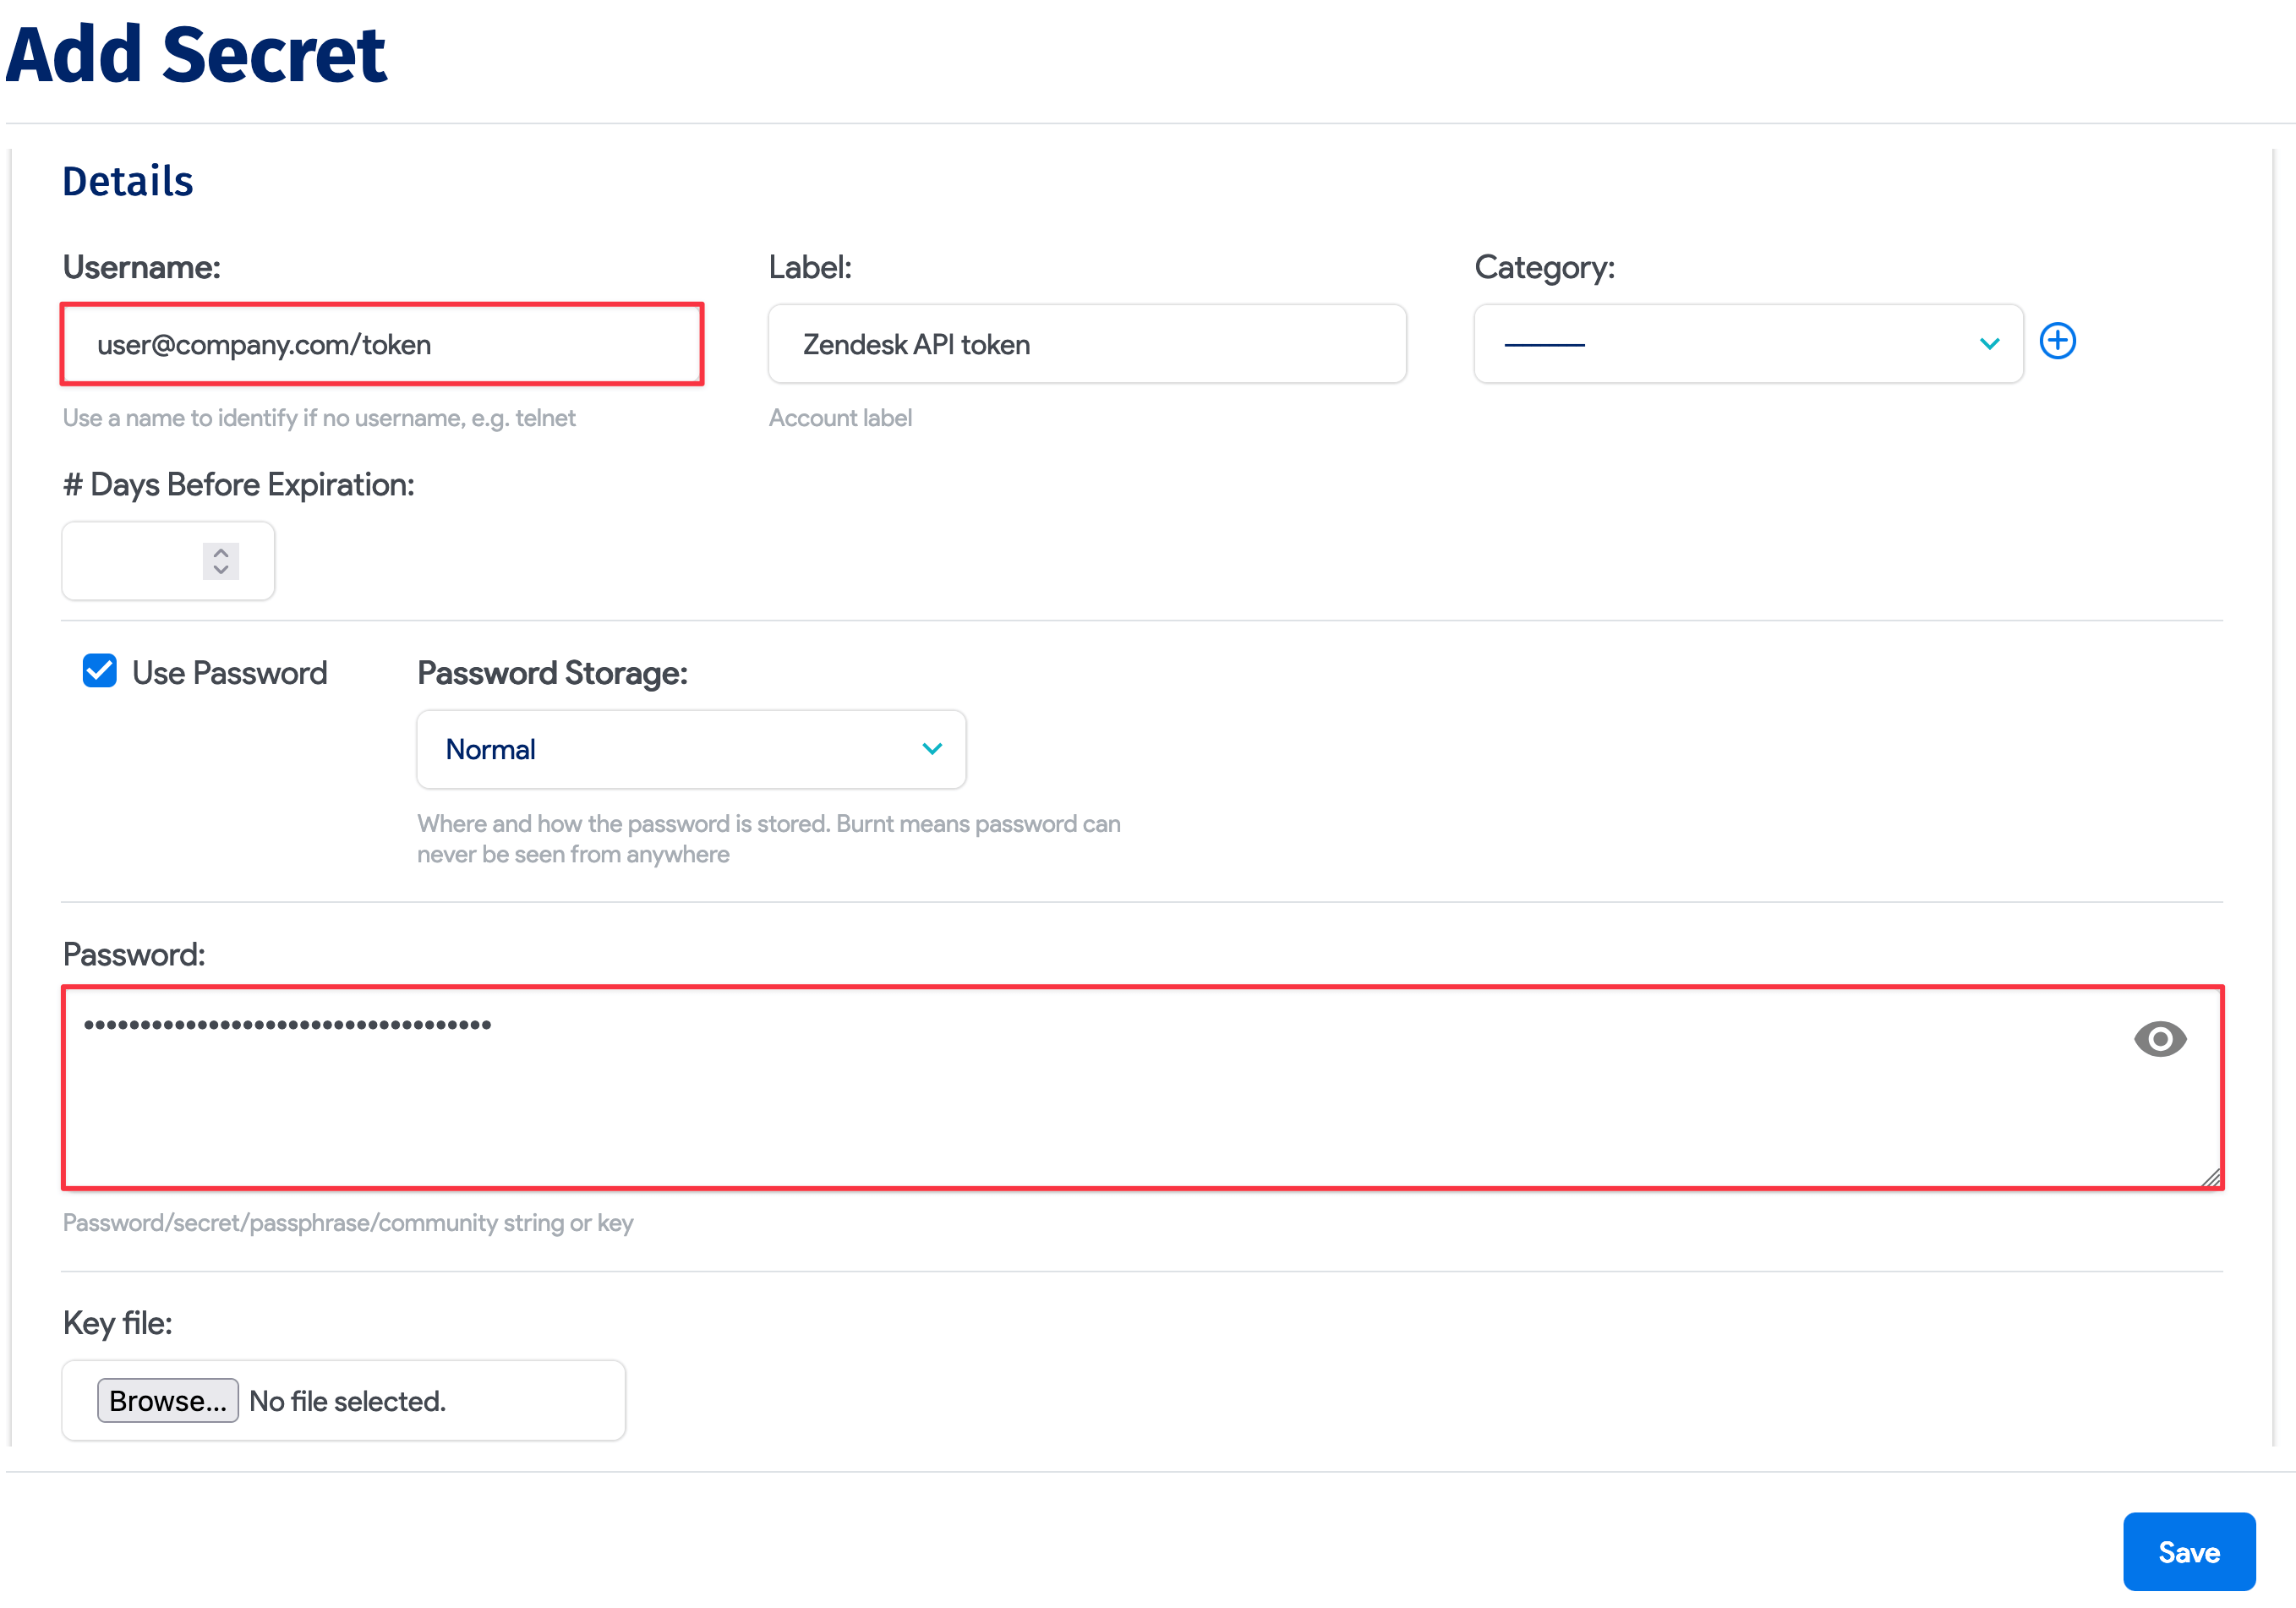 Add Secret
Details
Username:
Label:
Category:
user@company.com/token
Zendesk API token
Use a name to identify if no username, e.g. telnet
Account label
# Days Before Expiration:
Use Password
Password Storage:
Normal
Where and how the password is stored. Burnt means password can
never be seen from anywhere
Password:
••••••••••••••••••••••••••••••••••••
Password/secret/passphrase/community string or key
Key file:
Browse... No file selected.
Save